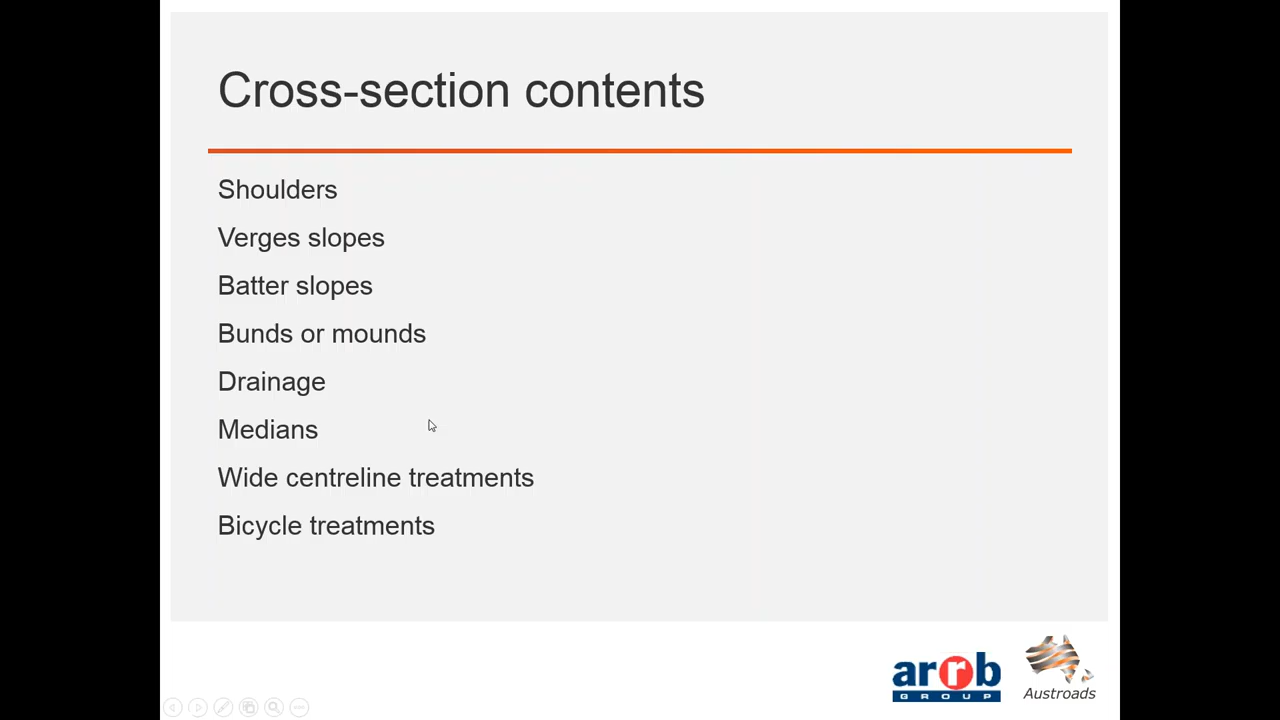 Cross-section contents
Shoulders
Verges slopes
Batter slopes
Bunds or mounds
Drainage
Medians
Wide centreline treatments
Bicycle treatments
arrb
GROUP
Austroads